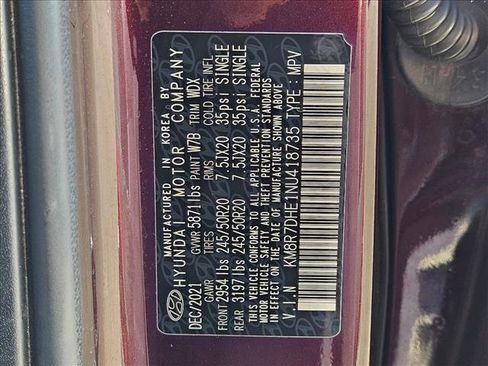 MANUFACTURED IN KOREA BY
HYUNDAI MOTOR COMPANY
DEC/2021 GVWR 5871 lbs PAINT W7B TRIM WDX
GAWR TIRES RIMS COLD TIRE INFL
FRONT 2954 lbs 245/50R20 7.5JX20 35psi SINGLE
REAR 3197 lbs 245/50R20 7.5JX20 35psi SINGLE
THIS VEHICLE CONFORMS TO ALL APPLICABLE U.S.A. FEDERAL
MOTOR VEHICLE SAFETY AND THEFT PREVENTION STANDARDS
IN EFFECT ON THE DATE OF MANUFACTURE SHOWN ABOVE.
V.I.N KM8R7DHE1NU418735 TYPE : MPV